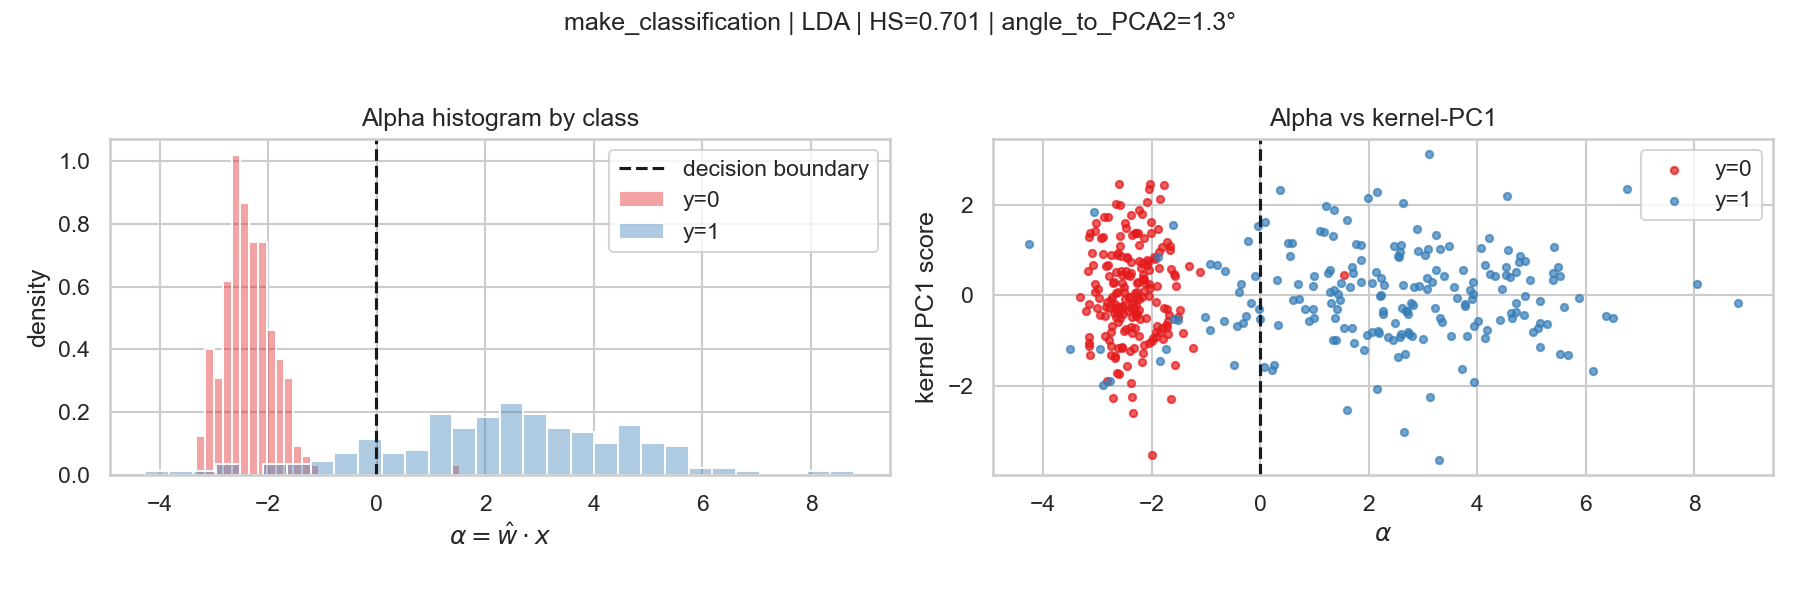 make_classification | LDA | HS=0.701 | angle_to_PCA2=1.3°
Alpha histogram by class
density
1.0
0.8
0.6
0.4
0.2
0.0
decision boundary
y=0
y=1
−4 −2 0 2 4 6 8
α = ŵ · x
Alpha vs kernel-PC1
kernel PC1 score
2
0
−2
y=0
y=1
−4 −2 0 2 4 6 8
α